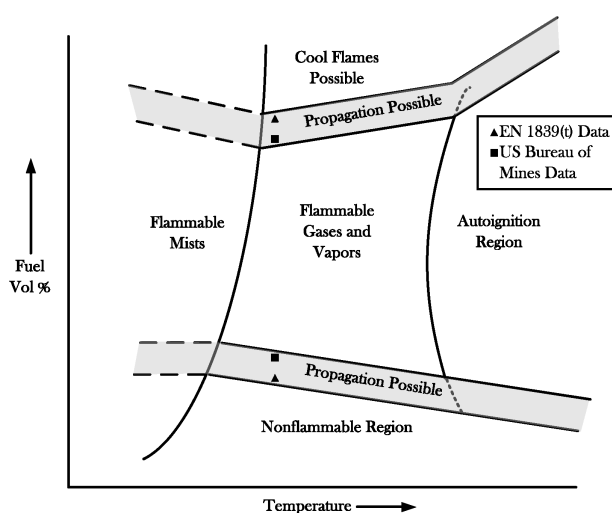 Cool Flames
Possible
Propagation Possible
▲EN 1839(t) Data
■US Bureau of
Mines Data
Flammable
Mists
Flammable
Gases and
Vapors
Autoignition
Region
Fuel
Vol %
Propagation Possible
Nonflammable Region
Temperature